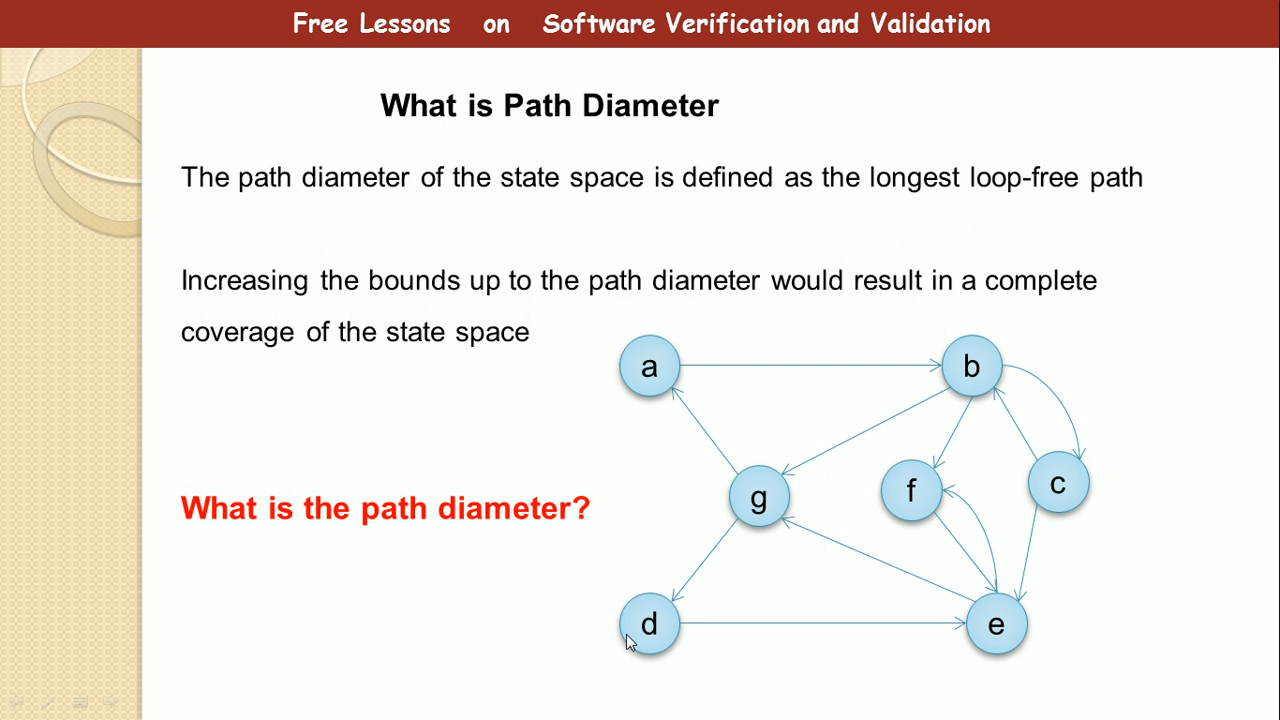 Free Lessons on Software Verification and Validation
What is Path Diameter
The path diameter of the state space is defined as the longest loop-free path
Increasing the bounds up to the path diameter would result in a complete
coverage of the state space
a
b
g
f
c
What is the path diameter?
d
e